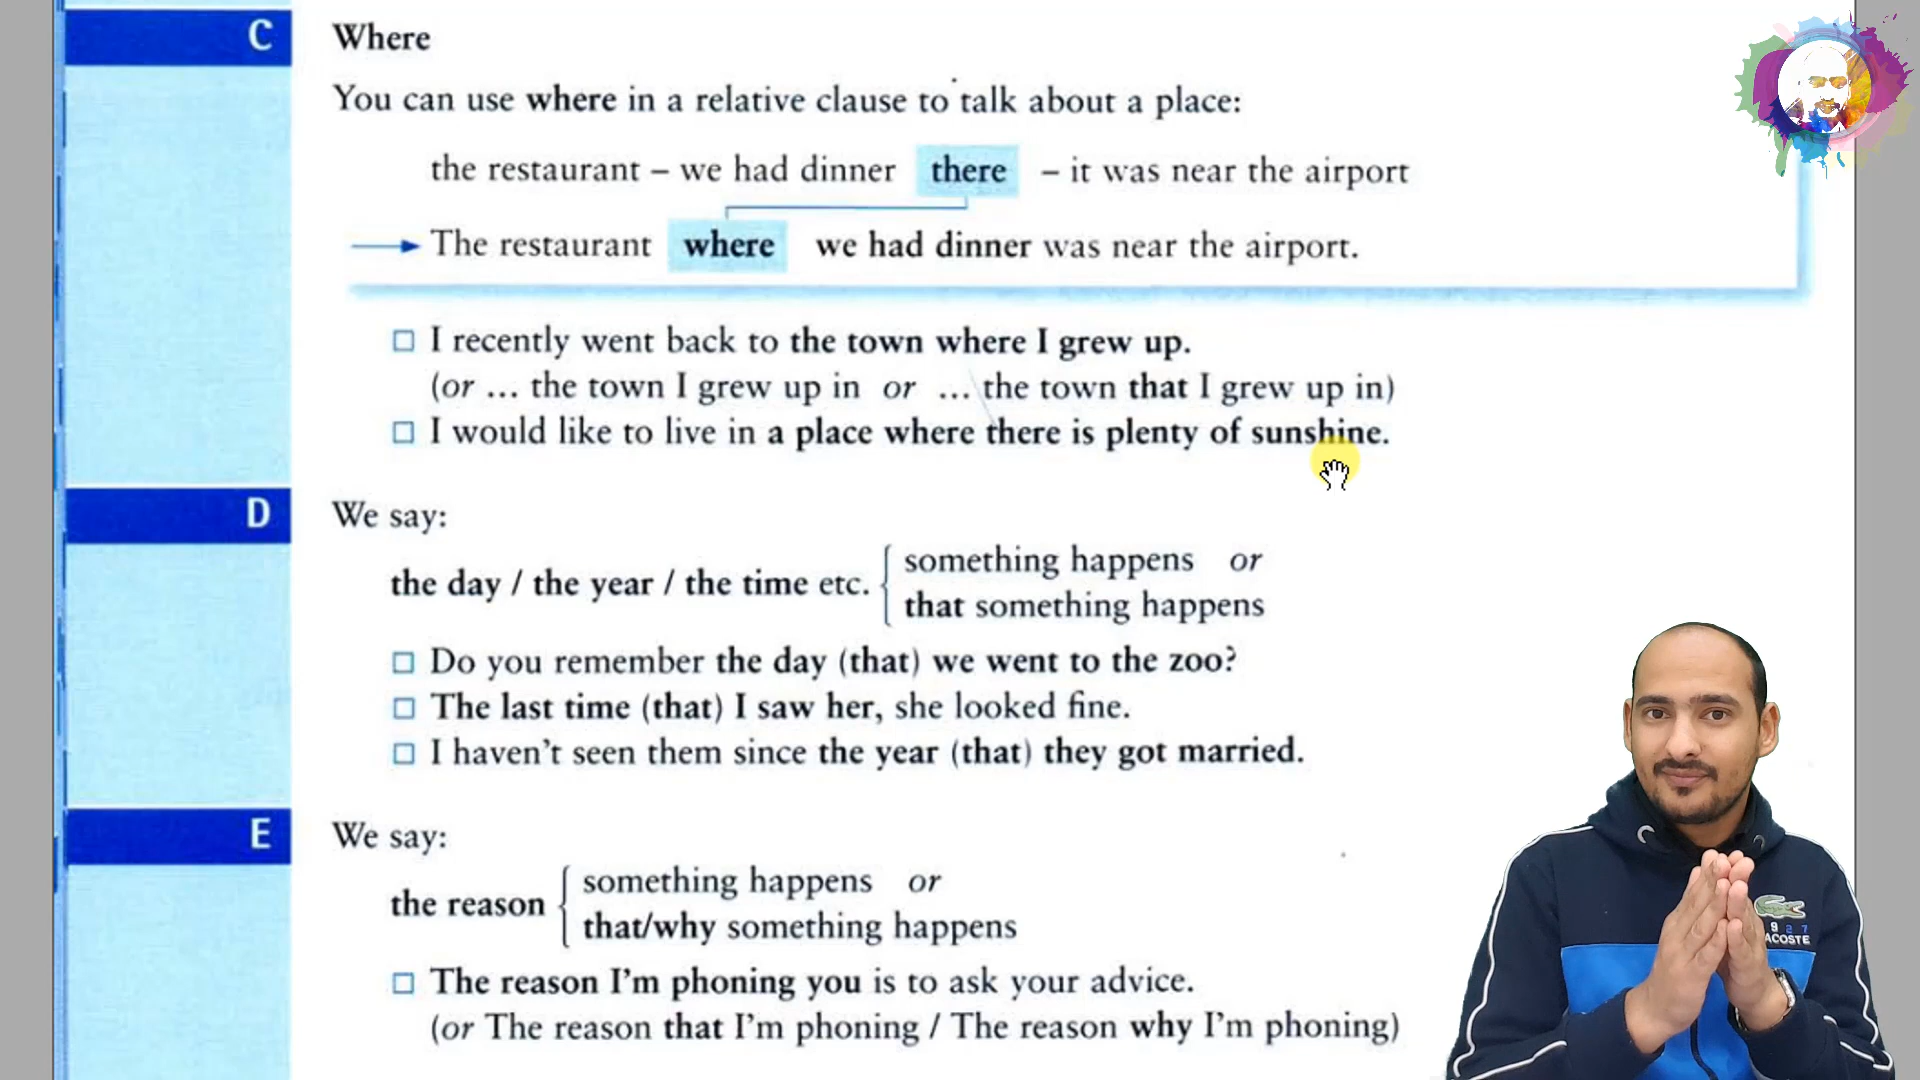 C
Where
You can use where in a relative clause to talk about a place:
the restaurant – we had dinner there – it was near the airport
The restaurant where we had dinner was near the airport.
I recently went back to the town where I grew up.
(or ... the town I grew up in or ... the town that I grew up in)
I would like to live in a place where there is plenty of sunshine.
D
We say:
the day / the year / the time etc.
something happens or
that something happens
Do you remember the day (that) we went to the zoo?
The last time (that) I saw her, she looked fine.
I haven't seen them since the year (that) they got married.
E
We say:
the reason
something happens or
that/why something happens
The reason I'm phoning you is to ask your advice.
(or The reason that I'm phoning / The reason why I'm phoning)
9 2 7
LACOSTE